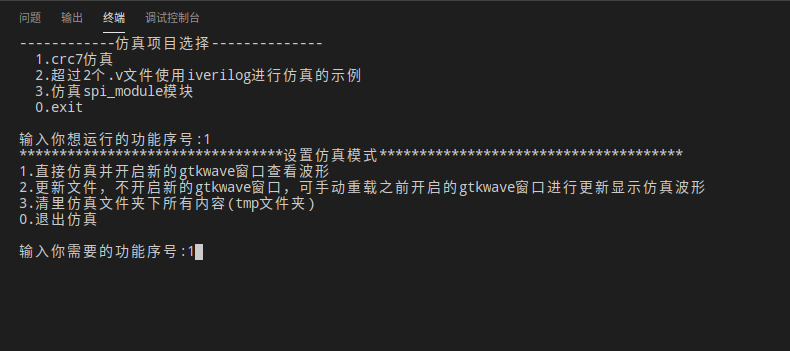 问题 输出 终端 调试控制台
------------仿真项目选择--------------
1.crc7仿真
2.超过2个.v文件使用iverilog进行仿真的示例
3.仿真spi_module模块
0.exit
输入你想运行的功能序号:1
*********************************设置仿真模式**************************************
1.直接仿真并开启新的gtkwave窗口查看波形
2.更新文件，不开启新的gtkwave窗口，可手动重载之前开启的gtkwave窗口进行更新显示仿真波形
3.清里仿真文件夹下所有内容(tmp文件夹)
0.退出仿真
输入你需要的功能序号:1